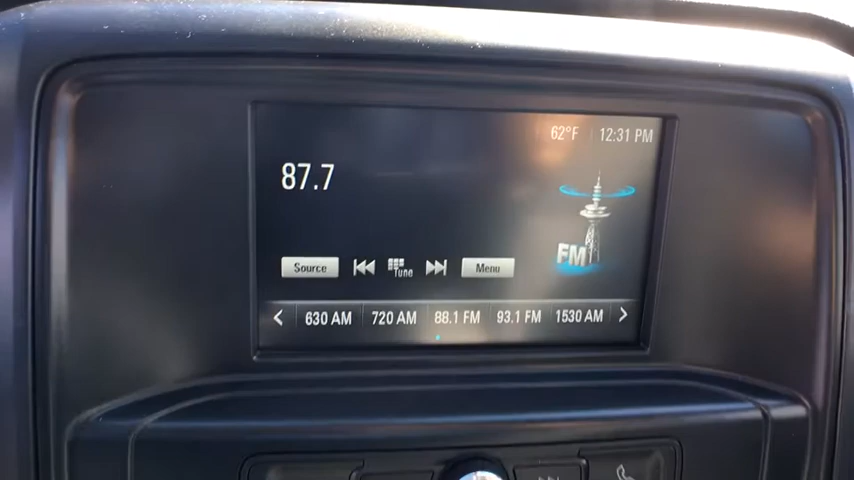 62°F 12:31 PM
87.7
FM
Source Tune Menu
630 AM 720 AM 88.1 FM 93.1 FM 1530 AM